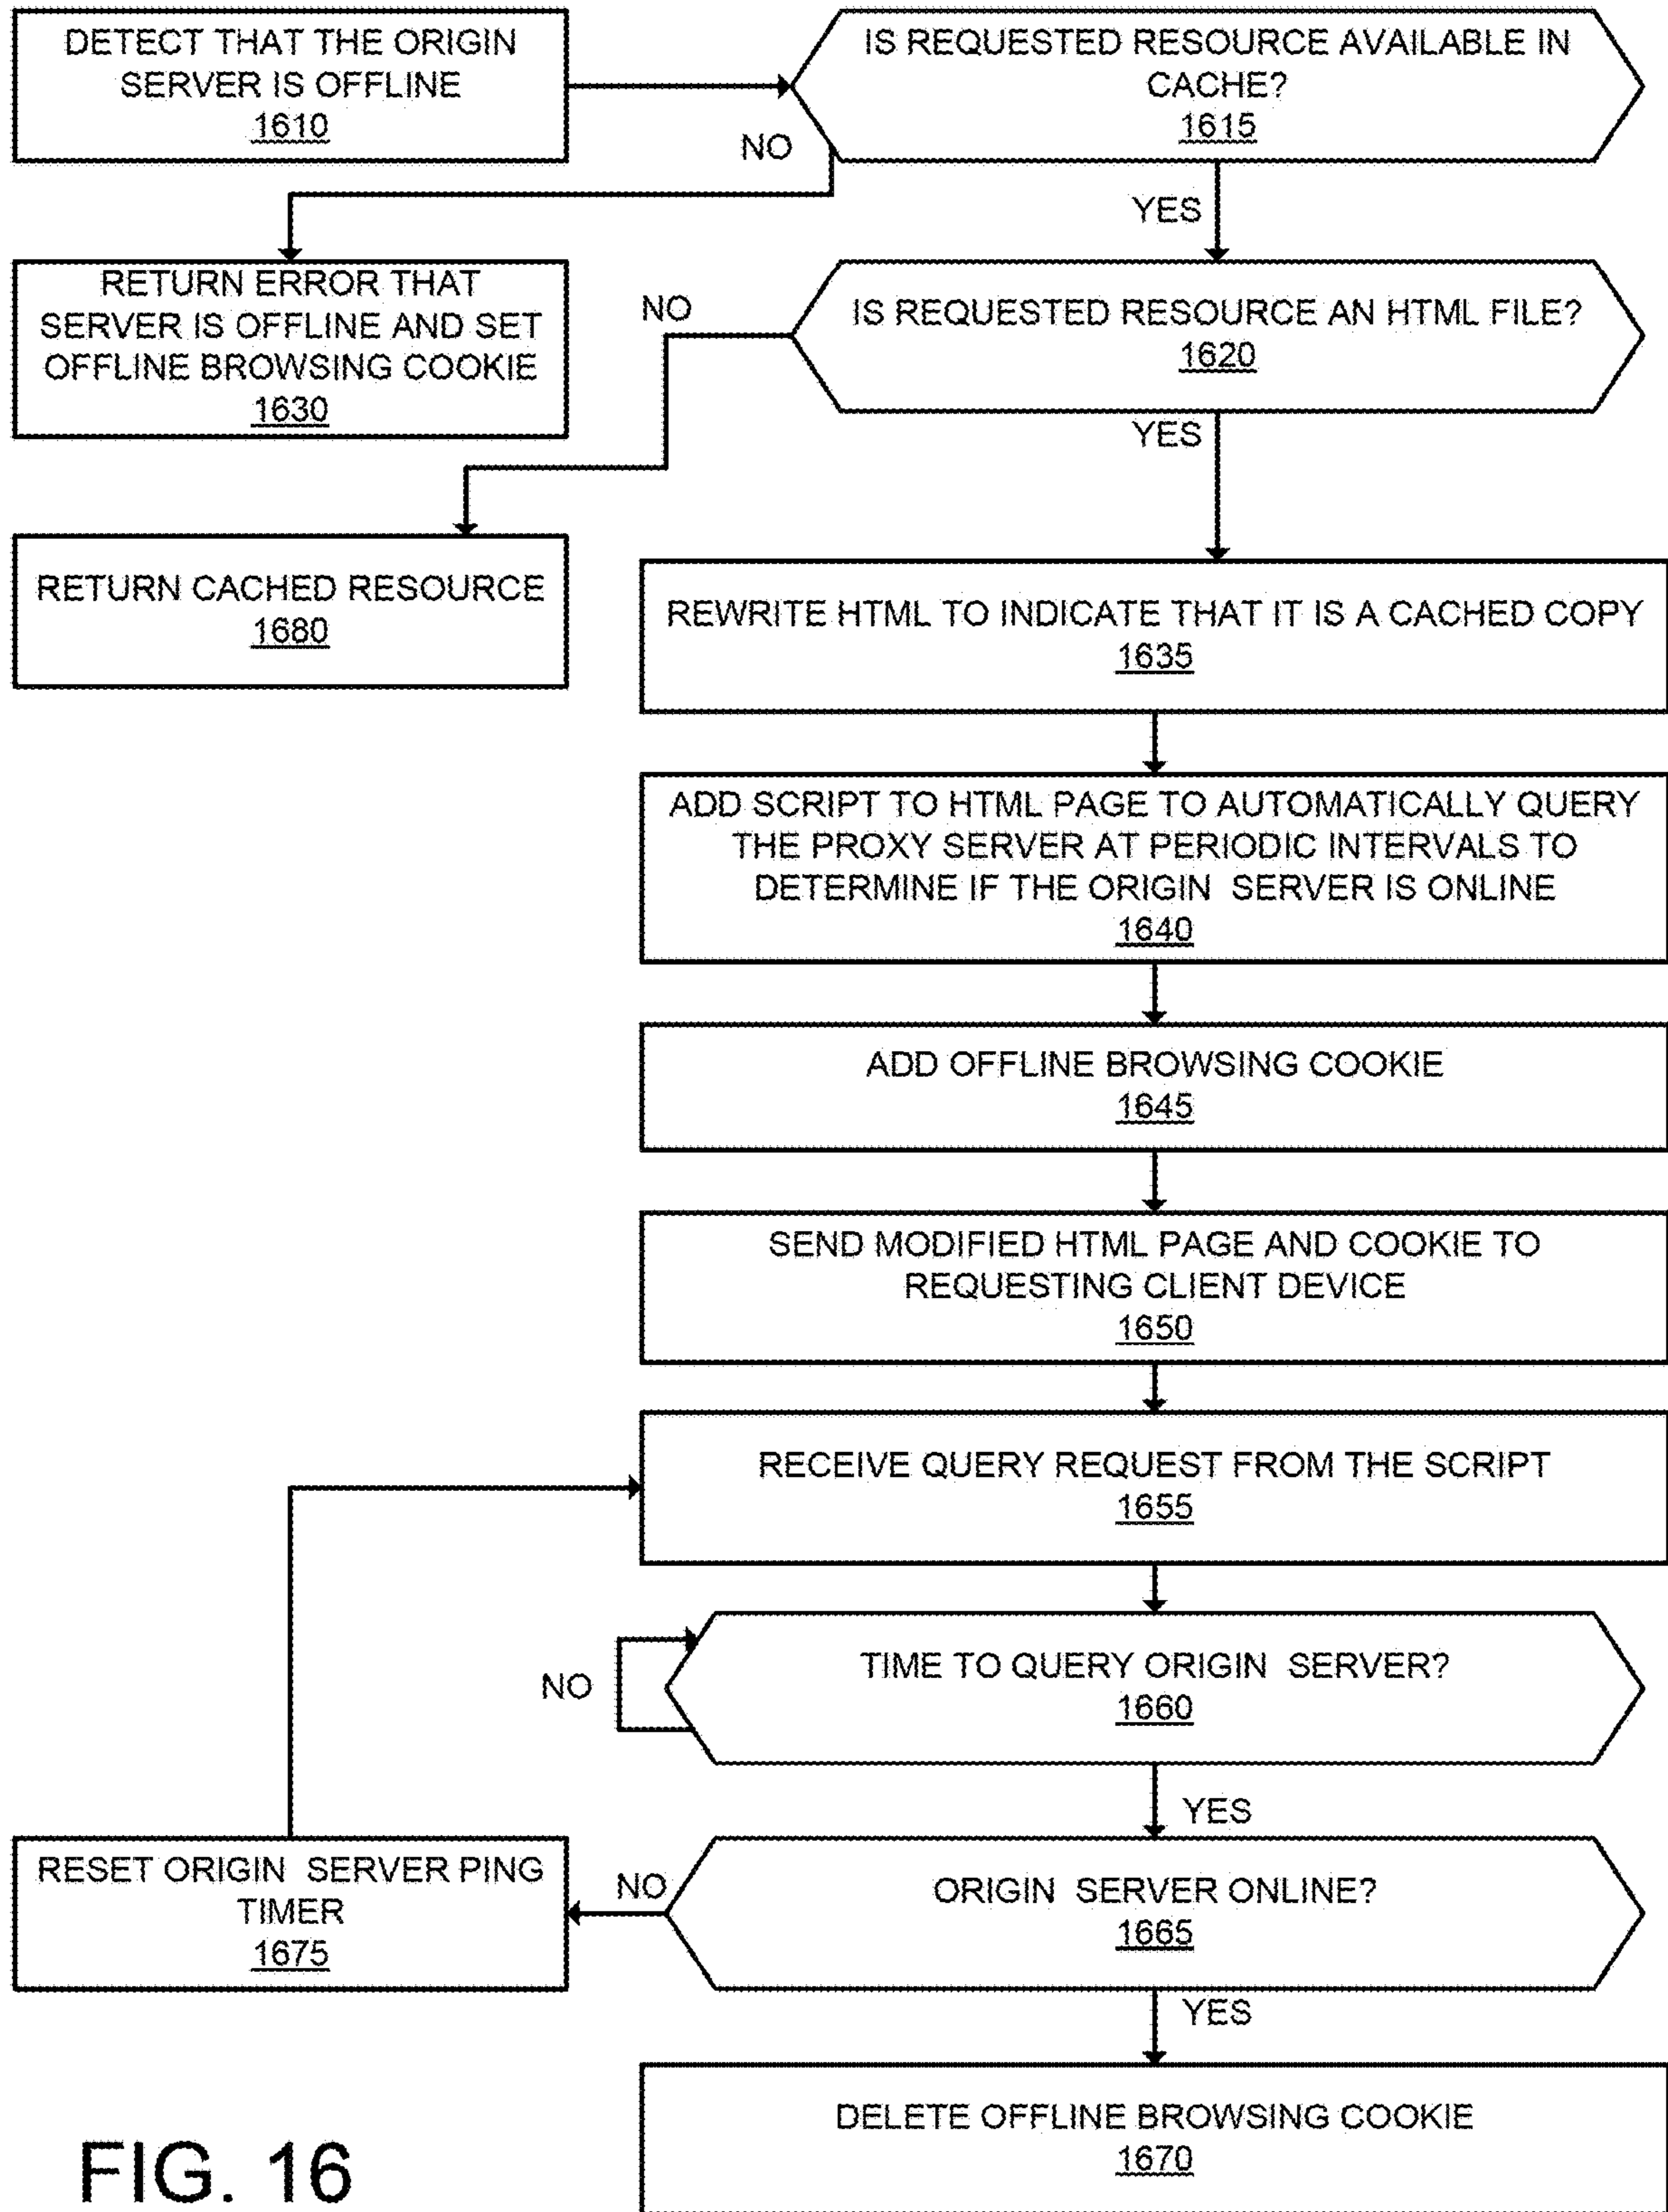 DETECT THAT THE ORIGIN
SERVER IS OFFLINE
1610
IS REQUESTED RESOURCE AVAILABLE IN
CACHE?
1615
NO
YES
RETURN ERROR THAT
SERVER IS OFFLINE AND SET
OFFLINE BROWSING COOKIE
1630
NO
IS REQUESTED RESOURCE AN HTML FILE?
1620
YES
RETURN CACHED RESOURCE
1680
REWRITE HTML TO INDICATE THAT IT IS A CACHED COPY
1635
ADD SCRIPT TO HTML PAGE TO AUTOMATICALLY QUERY
THE PROXY SERVER AT PERIODIC INTERVALS TO
DETERMINE IF THE ORIGIN SERVER IS ONLINE
1640
ADD OFFLINE BROWSING COOKIE
1645
SEND MODIFIED HTML PAGE AND COOKIE TO
REQUESTING CLIENT DEVICE
1650
RECEIVE QUERY REQUEST FROM THE SCRIPT
1655
NO
TIME TO QUERY ORIGIN SERVER?
1660
YES
RESET ORIGIN SERVER PING
TIMER
1675
NO
ORIGIN SERVER ONLINE?
1665
YES
DELETE OFFLINE BROWSING COOKIE
1670
FIG. 16